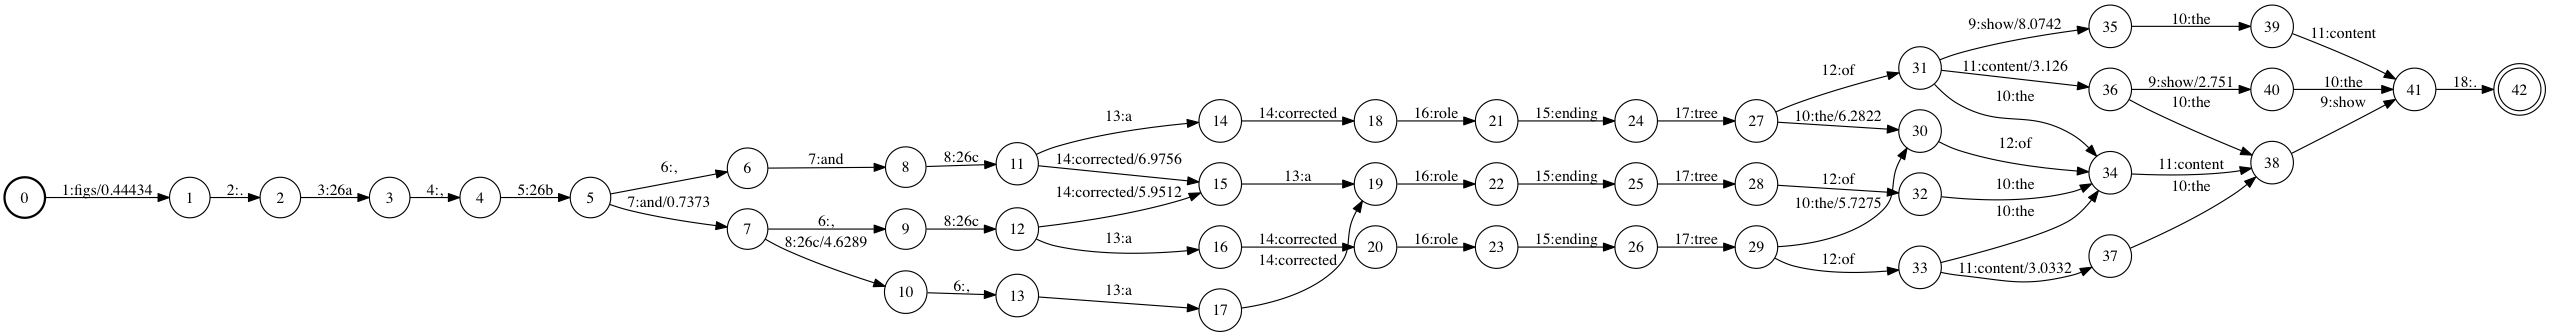 9:show/8.0742
35
10:the
39
11:content
12:of
31
11:content/3.126
36
9:show/2.751
40
10:the
41
18:.
42
10:the
10:the
9:show
13:a
14
14:corrected
18
16:role
21
15:ending
24
17:tree
27
10:the/6.2822
30
12:of
6:,
6
7:and
8
8:26c
11
14:corrected/6.9756
34
11:content
38
0
1:figs/0.44434
1
2:.
2
3:26a
3
4:,
4
5:26b
5
15
13:a
19
16:role
22
15:ending
25
17:tree
28
12:of
32
10:the
10:the
7:and/0.7373
14:corrected/5.9512
10:the/5.7275
10:the
7
6:,
9
8:26c
12
13:a
16
14:corrected
20
16:role
23
15:ending
26
17:tree
29
8:26c/4.6289
14:corrected
12:of
33
11:content/3.0332
37
10
6:,
13
13:a
17